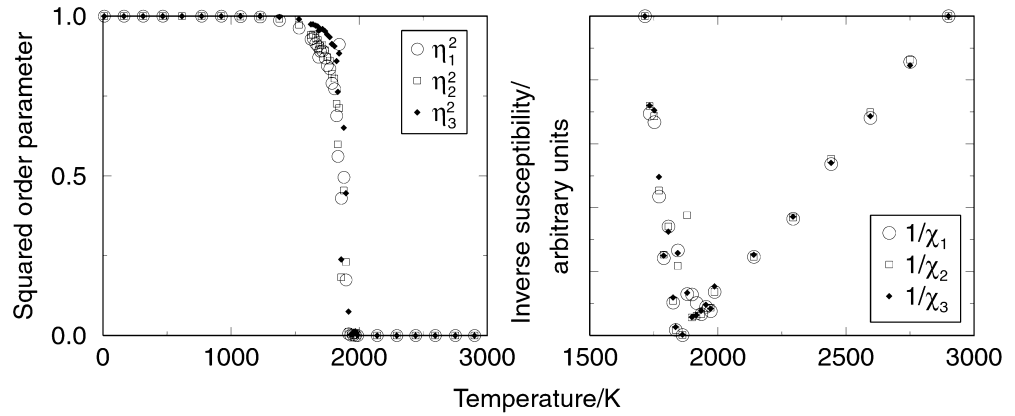 Squared order parameter
1.0
0.5
0.0
0
1000
2000
3000
η₁²
η₂²
η₃²
Inverse susceptibility/
arbitrary units
1500
2000
2500
3000
1/χ₁
1/χ₂
1/χ₃
Temperature/K